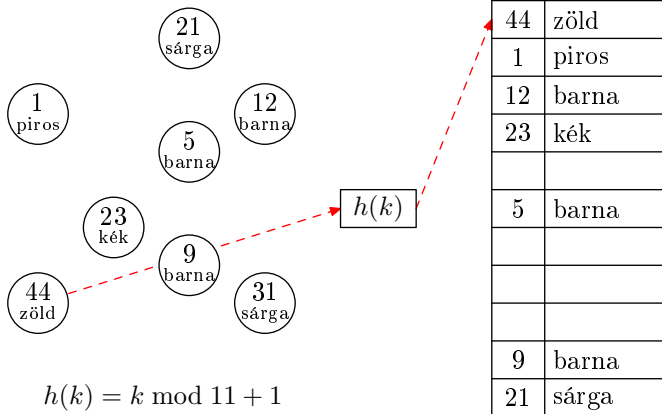 21
sárga
1
piros
12
barna
5
barna
23
kék
9
barna
44
zöld
31
sárga
h(k)
h(k) = k mod 11 + 1
44 zöld
1 piros
12 barna
23 kék
5 barna
9 barna
21 sárga